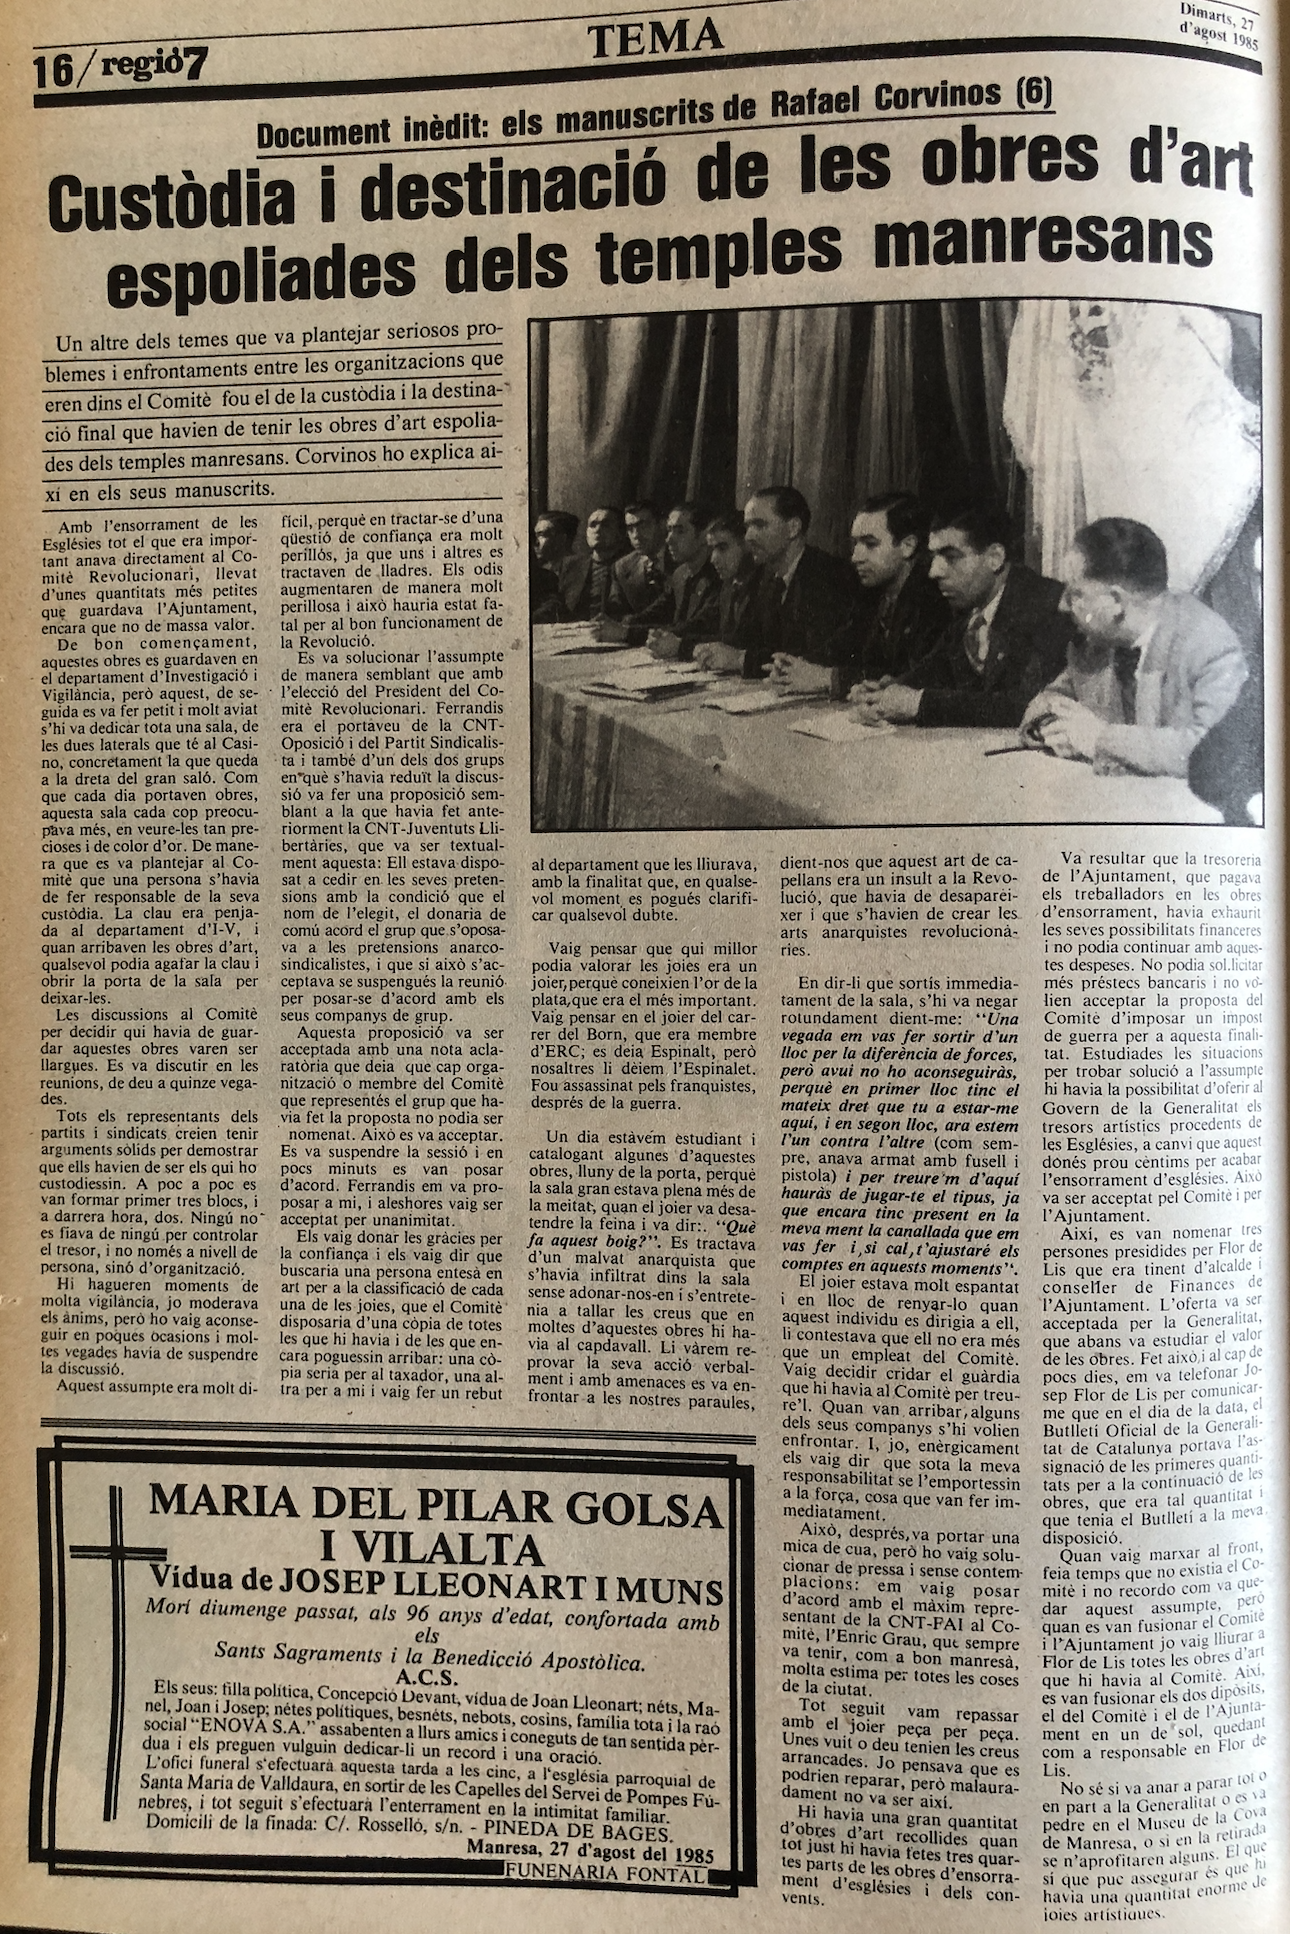 16/regió7
TEMA
Dimarts, 27
d'agost 1985
Document inèdit: els manuscrits de Rafael Corvinos (6)
Custòdia i destinació de les obres d'art
espoliades dels temples manresans
Un altre dels temes que va plantejar seriosos pro-
blemes i enfrontaments entre les organitzacions que
eren dins el Comitè fou el de la custòdia i la destina-
ció final que havien de tenir les obres d'art espolia-
des dels temples manresans. Corvinos ho explica ai-
xí en els seus manuscrits.
Amb l'ensorrament de les
Esglésies tot el que era impor-
tant anava directament al Co-
mitè Revolucionari, llevat
d'unes quantitats més petites
que guardava l'Ajuntament,
encara que no de massa valor.
De bon començament,
aquestes obres es guardaven en
el departament d'Investigació i
Vigilància, però aquest, de se-
guida es va fer petit i molt aviat
s'hi va dedicar tota una sala, de
les dues laterals que té al Casi-
no, concretament la que queda
a la dreta del gran saló. Com
que cada dia portaven obres,
aquesta sala cada cop preocu-
pava més, en veure-les tan pre-
cioses i de color d'or. De mane-
ra que es va plantejar al Co-
mitè que una persona s'havia
de fer responsable de la seva
custòdia. La clau era penja-
da al departament d'I-V, i
quan arribaven les obres d'art,
qualsevol podia agafar la clau i
obrir la porta de la sala per
deixar-les.
Les discussions al Comitè
per decidir qui havia de guar-
dar aquestes obres varen ser
llargues. Es va discutir en les
reunions, de deu a quinze vega-
des.
Tots els representants dels
partits i sindicats creien tenir
arguments sòlids per demostrar
que ells havien de ser els qui ho
custodiessin. A poc a poc es
van formar primer tres blocs, i
a darrera hora, dos. Ningú no
es fiava de ningú per controlar
el tresor, i no només a nivell de
persona, sinó d'organització.
Hi hagueren moments de
molta vigilància, jo moderava
els ànims, però ho vaig aconse-
guir en poques ocasions i mol-
tes vegades havia de suspendre
la discussió.
Aquest assumpte era molt di-
fícil, perquè en tractar-se d'una
qüestió de confiança era molt
perillós, ja que uns i altres es
tractaven de lladres. Els odis
augmentaren de manera molt
perillosa i això hauria estat fa-
tal per al bon funcionament de
la Revolució.
Es va solucionar l'assumpte
de manera semblant que amb
l'elecció del President del Co-
mitè Revolucionari. Ferrandis
era el portaveu de la CNT-
Oposició i del Partit Sindicalis-
ta i també d'un dels dos grups
en què s'havia reduït la discus-
sió va fer una proposició sem-
blant a la que havia fet ante-
riorment la CNT-Juventuts Lli-
bertàries, que va ser textual-
ment aquesta: Ell estava dispo-
sat a cedir en les seves preten-
sions amb la condició que el
nom de l'elegit, el donaria de
comú acord el grup que s'oposa-
va a les pretensions anarco-
sindicalistes, i que si això s'ac-
ceptava se suspengués la reunió
per posar-se d'acord amb els
seus companys de grup.
Aquesta proposició va ser
acceptada amb una nota acla-
ratòria que deia que cap orga-
nització o membre del Comitè
que representés el grup que ha-
via fet la proposta no podia ser
nomenat. Això es va acceptar.
Es va suspendre la sessió i en
pocs minuts es van posar
d'acord. Ferrandis em va pro-
posar a mi, i aleshores vaig ser
acceptat per unanimitat.
Els vaig donar les gràcies per
la confiança i els vaig dir que
buscaria una persona entesà en
art per a la classificació de cada
una de les joies, que el Comitè
disposaria d'una còpia de totes
les que hi havia i de les que en-
cara poguessin arribar: una cò-
pia seria per al taxador, una al-
tra per a mi i vaig fer un rebut
al departament que les lliurava,
amb la finalitat que, en qualse-
vol moment es pogués clarifi-
car qualsevol dubte.
Vaig pensar que qui millor
podia valorar les joies era un
joier,perquè coneixien l'or de la
plata,que era el més important.
Vaig pensar en el joier del car-
rer del Born, que era membre
d'ERC; es deia Espinalt, però
nosaltres li dèiem l'Espinalet.
Fou assassinat pels franquistes,
després de la guerra.
Un dia estàvem estudiant i
catalogant algunes d'aquestes
obres, lluny de la porta, perquè
la sala gran estava plena més de
la meitat, quan el joier va desa-
tendre la feina i va dir:. "Què
fa aquest boig?". Es tractava
d'un malvat anarquista que
s'havia infiltrat dins la sala
sense adonar-nos-en i s'entrete-
nia a tallar les creus que en
moltes d'aquestes obres hi ha-
via al capdavall. Li vàrem re-
provar la seva acció verbal-
ment i amb amenaces es va en-
frontar a les nostres paraules,
dient-nos que aquest art de ca-
pellans era un insult a la Revo-
lució, que havia de desaparèi-
xer i que s'havien de crear les
arts anarquistes revolucionà-
ries.
En dir-li que sortís immedia-
tament de la sala, s'hi va negar
rotundament dient-me: "Una
vegada em vas fer sortir d'un
lloc per la diferència de forces,
però avui no ho aconseguiràs,
perquè en primer lloc tinc el
mateix dret que tu a estar-me
aquí, i en segon lloc, ara estem
l'un contra l'altre (com sem-
pre, anava armat amb fusell i
pistola) i per treure'm d'aquí
hauràs de jugar-te el tipus, ja
que encara tinc present en la
meva ment la canallada que em
vas fer i,si cal,t'ajustaré els
comptes en aquests moments".
El joier estava molt espantat
i en lloc de renyar-lo quan
aquest individu es dirigia a ell,
li contestava que ell no era més
que un empleat del Comitè.
Vaig decidir cridar el guàrdia
que hi havia al Comitè per treu-
re'l. Quan van arribar, alguns
dels seus companys s'hi volien
enfrontar. I, jo, enèrgicament
els vaig dir que sota la meva
responsabilitat se l'emportessin
a la força, cosa que van fer im-
mediatament.
Això, després,va portar una
mica de cua, però ho vaig solu-
cionar de pressa i sense contem-
placions: em vaig posar
d'acord amb el màxim repre-
sentant de la CNT-FAI al Co-
mitè, l'Enric Grau, que sempre
va tenir, com a bon manresà,
molta estima per totes les coses
de la ciutat.
Tot seguit vam repassar
amb el joier peça per peça.
Unes vuit o deu tenien les creus
arrancades. Jo pensava que es
podrien reparar, però malaura-
dament no va ser així.
Hi havia una gran quantitat
d'obres d'art recollides quan
tot just hi havia fetes tres quar-
tes parts de les obres d'ensorra-
ment d'esglésies i dels con-
vents.
Va resultar que la tresoreria
de l'Ajuntament, que pagava
els treballadors en les obres
d'ensorrament, havia exhaurit
les seves possibilitats financeres
i no podia continuar amb aques-
tes despeses. No podia sol.licitar
més préstecs bancaris i no vo-
lien acceptar la proposta del
Comitè d'imposar un impost
de guerra per a aquesta finali-
tat. Estudiades les situacions
per trobar solució a l'assumpte
hi havia la possibilitat d'oferir al
Govern de la Generalitat els
tresors artístics procedents de
les Esglésies, a canvi que aquest
donés prou cèntims per acabar
l'ensorrament d'esglésies. Això
va ser acceptat pel Comitè i per
l'Ajuntament.
Així, es van nomenar tres
persones presidides per Flor de
Lis que era tinent d'alcalde i
conseller de Finances de
l'Ajuntament. L'oferta va ser
acceptada per la Generalitat,
que abans va estudiar el valor
de les obres. Fet això,i al cap de
pocs dies, em va telefonar Jo-
sep Flor de Lis per comunicar-
me que en el dia de la data, el
Butlletí Oficial de la Generali-
tat de Catalunya portava l'as-
signació de les primeres quanti-
tats per a la continuació de les
obres, que era tal quantitat i
que tenia el Butlletí a la meva
disposició.
Quan vaig marxar al front,
feia temps que no existia el Co-
mitè i no recordo com va que-
dar aquest assumpte, però
quan es van fusionar el Comitè
i l'Ajuntament jo vaig lliurar a
Flor de Lis totes les obres d'art
que hi havia al Comitè. Així,
es van fusionar els dos dipòsits,
el del Comitè i el de l'Ajunta-
ment en un de sol, quedant
com a responsable en Flor de
Lis.
No sé si va anar a parar tot o
en part a la Generalitat o es va
pedre en el Museu de la Cova
de Manresa, o si en la retirada
se n'aprofitaren alguns. El que
si que puc assegurar és que hi
havia una quantitat enorme de
joies artístiques.
MARIA DEL PILAR GOLSA
I VILALTA
Vídua de JOSEP LLEONART I MUNS
Morí diumenge passat, als 96 anys d'edat, confortada amb
els
Sants Sagraments i la Benedicció Apostòlica.
A.C.S.
Els seus: filla política, Concepció Devant, vídua de Joan Lleonart; néts, Ma-
nel, Joan i Josep; nétes polítiques, besnéts, nebots, cosins, família tota i la raó
social "ENOVA S.A." assabenten a llurs amics i coneguts de tan sentida pèr-
dua i els preguen vulguin dedicar-li un record i una oració.
L'ofici funeral s'efectuarà aquesta tarda a les cinc, a l'església parroquial de
Santa Maria de Valldaura, en sortir de les Capelles del Servei de Pompes Fú-
nebres, i tot seguit s'efectuarà l'enterrament en la intimitat familiar.
Domicili de la finada: C/. Rosselló, s/n. - PINEDA DE BAGES.
Manresa, 27 d'agost del 1985
FUNERARIA FONTAL